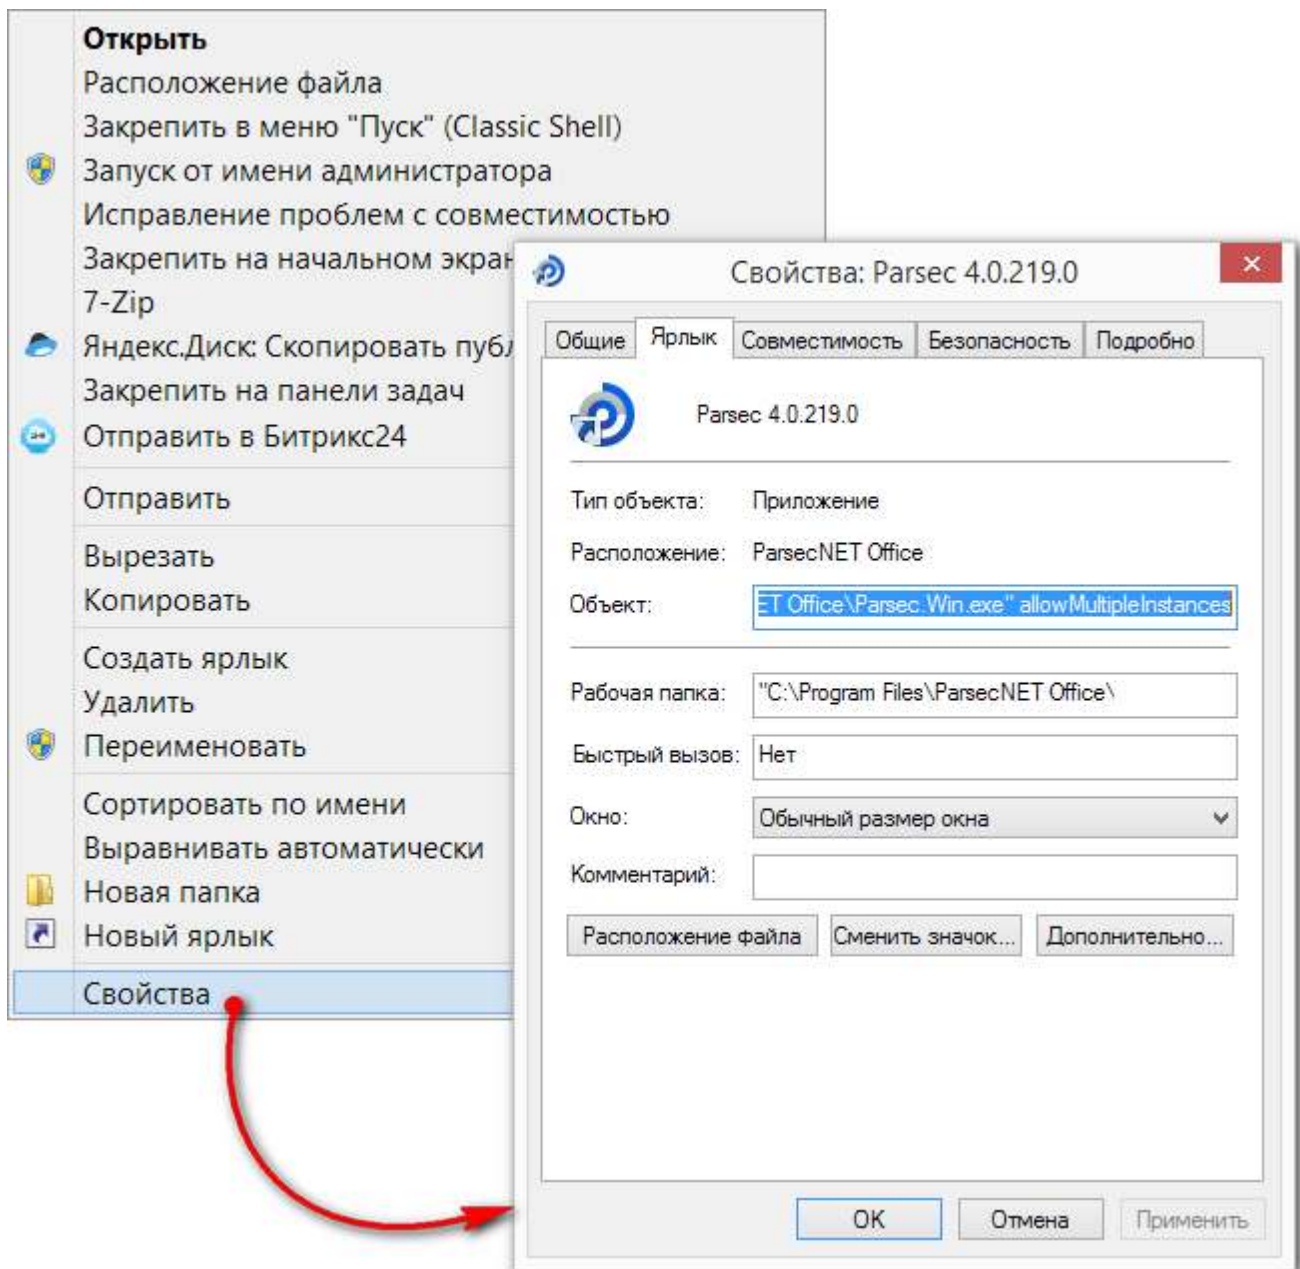 Открыть
Расположение файла
Закрепить в меню "Пуск" (Classic Shell)
Запуск от имени администратора
Исправление проблем с совместимостью
Закрепить на начальном экран
7-Zip
Яндекс.Диск: Скопировать публ
Закрепить на панели задач
Отправить в Битрикс24
Отправить
Вырезать
Копировать
Создать ярлык
Удалить
Переименовать
Сортировать по имени
Выравнивать автоматически
Новая папка
Новый ярлык
Свойства
Свойства: Parsec 4.0.219.0
Общие Ярлык Совместимость Безопасность Подробно
Parsec 4.0.219.0
Тип объекта: Приложение
Расположение: ParsecNET Office
Объект: ET Office\Parsec.Win.exe" allowMultipleInstances
Рабочая папка: "C:\Program Files\ParsecNET Office\
Быстрый вызов: Нет
Окно: Обычный размер окна
Комментарий:
Расположение файла Сменить значок... Дополнительно...
OK Отмена Применить